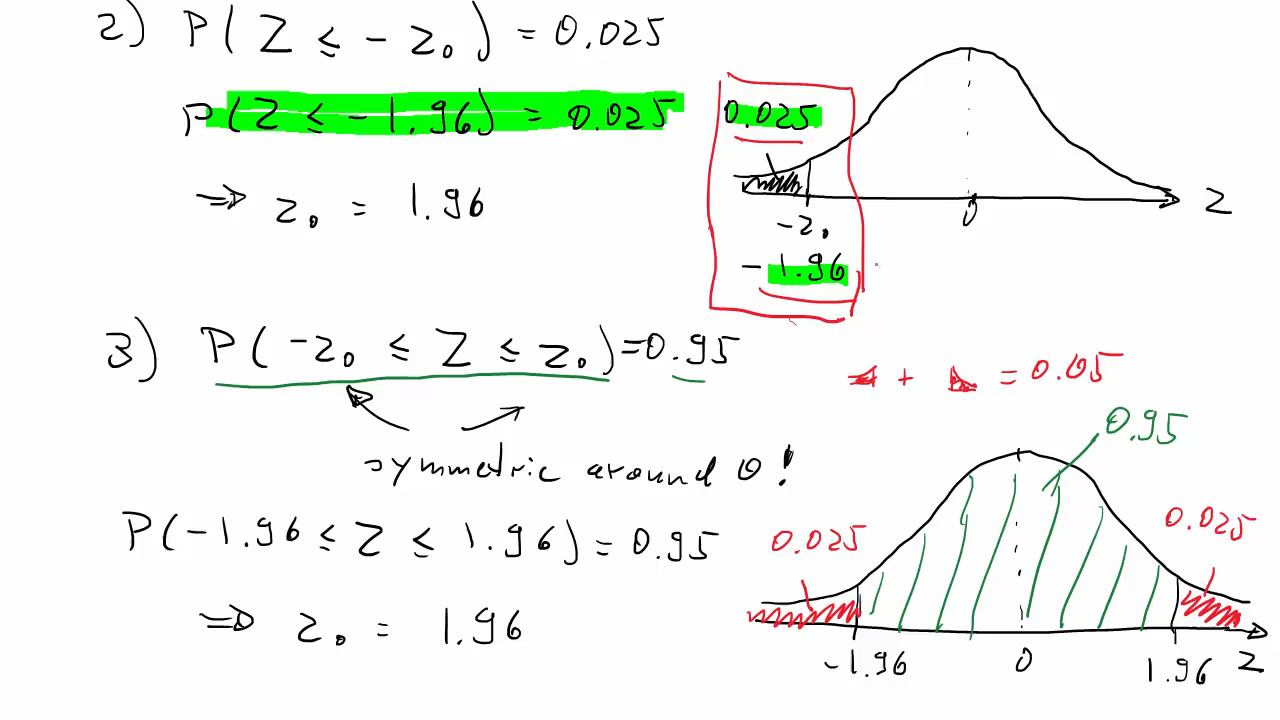 2) P(Z ≤ -z₀) = 0.025
P(Z ≤ -1.96) = 0.025
⇒ z₀ = 1.96
0.025
-z₀
0
Z
-1.96
3) P(-z₀ ≤ Z ≤ z₀) = 0.95
symmetric around 0!
P(-1.96 ≤ Z ≤ 1.96) = 0.95
⇒ z₀ = 1.96
+ = 0.05
0.95
0.025
0.025
-1.96
0
1.96
Z